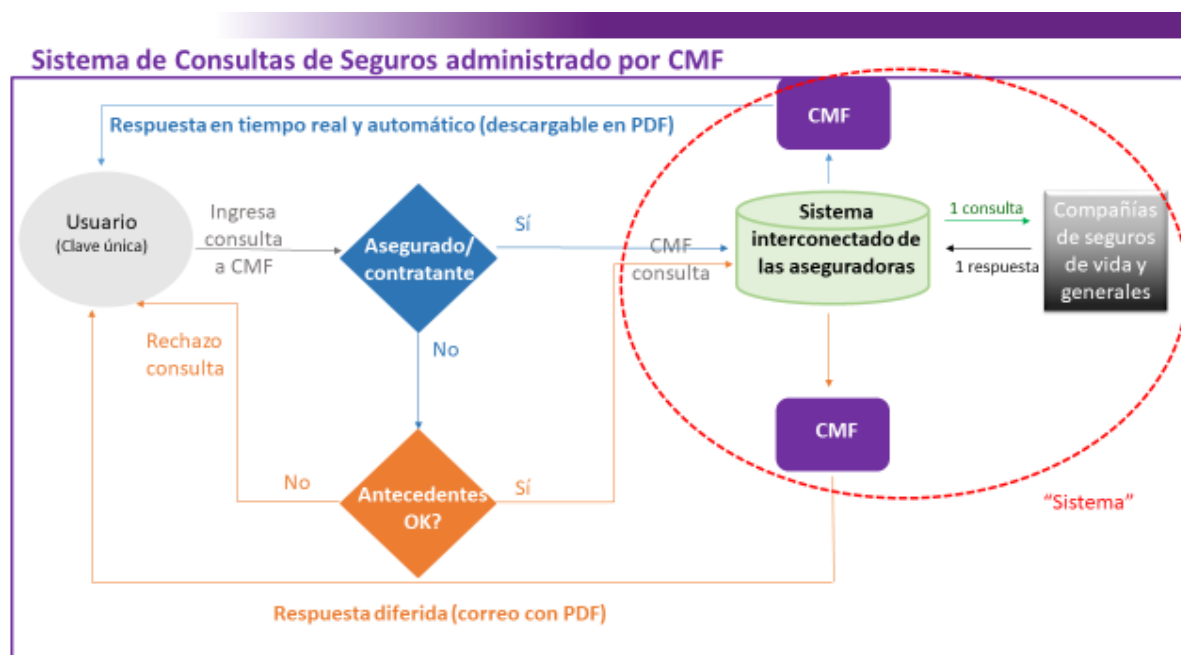 Sistema de Consultas de Seguros administrado por CMF
Respuesta en tiempo real y automático (descargable en PDF)
CMF
Usuario
(Clave única)
Ingresa
consulta
a CMF
Asegurado/
contratante
Sí
CMF
consulta
Sistema
interconectado de
las aseguradoras
1 consulta
1 respuesta
Compañías
de seguros
de vida y
generales
Rechazo
consulta
No
No
Antecedentes
OK?
Sí
CMF
"Sistema"
Respuesta diferida (correo con PDF)